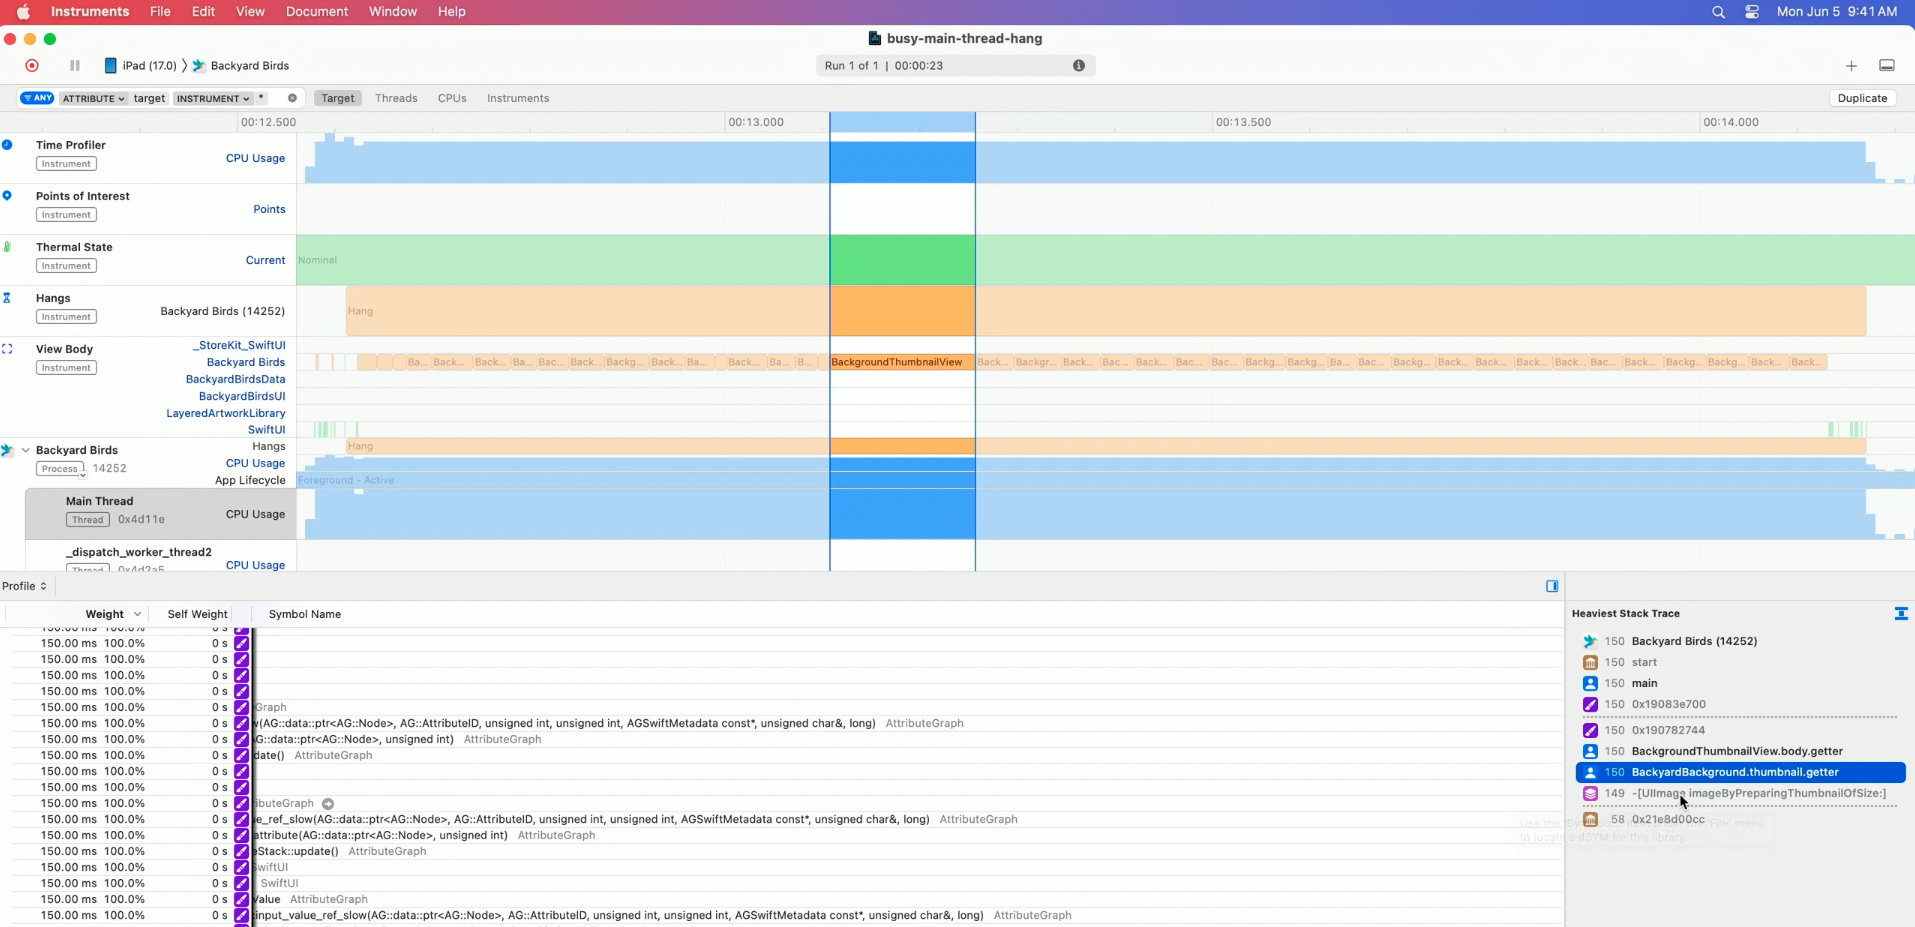 Instruments File Edit View Document Window Help Mon Jun 5 9:41 AM
busy-main-thread-hang
iPad (17.0) Backyard Birds Run 1 of 1 | 00:00:23
ANY ATTRIBUTE target INSTRUMENT * Target Threads CPUs Instruments Duplicate
00:12.500 00:13.000 00:13.500 00:14.000
Time Profiler
Instrument
CPU Usage
Points of Interest
Instrument
Points
Thermal State
Instrument
Current
Nominal
Hangs
Instrument
Backyard Birds (14252)
Hang
View Body
Instrument
_StoreKit_SwiftUI
Backyard Birds
Ba... Back... Back... Ba... Bac... Back... Backg... Back... Ba... Back... Ba... B... BackgroundThumbnailView Back... Backgr... Back... Ba... Back... Bac... Bac... Backg... Backg... Ba... Bac... Backg... Back... Back... Back... Bac... Back... Backg... Backg... Back... Back...
BackyardBirdsData
BackyardBirdsUI
LayeredArtworkLibrary
SwiftUI
Backyard Birds
Process 14252
Hangs
Hang
CPU Usage
App Lifecycle
Foreground - Active
Main Thread
Thread 0x4d11e
CPU Usage
_dispatch_worker_thread2
Thread 0x4d2a5
CPU Usage
Profile
Weight Self Weight Symbol Name
150.00 ms 100.0% 0 s
150.00 ms 100.0% 0 s
150.00 ms 100.0% 0 s
150.00 ms 100.0% 0 s
150.00 ms 100.0% 0 s
150.00 ms 100.0% 0 s Graph
150.00 ms 100.0% 0 s w(AG::data::ptr<AG::Node>, AG::AttributeID, unsigned int, unsigned int, AGSwiftMetadata const*, unsigned char&, long) AttributeGraph
150.00 ms 100.0% 0 s AG::data::ptr<AG::Node>, unsigned int) AttributeGraph
150.00 ms 100.0% 0 s date() AttributeGraph
150.00 ms 100.0% 0 s
150.00 ms 100.0% 0 s
150.00 ms 100.0% 0 s ibuteGraph
150.00 ms 100.0% 0 s ue_ref_slow(AG::data::ptr<AG::Node>, AG::AttributeID, unsigned int, unsigned int, AGSwiftMetadata const*, unsigned char&, long) AttributeGraph
150.00 ms 100.0% 0 s attribute(AG::data::ptr<AG::Node>, unsigned int) AttributeGraph
150.00 ms 100.0% 0 s eStack::update() AttributeGraph
150.00 ms 100.0% 0 s SwiftUI
150.00 ms 100.0% 0 s SwiftUI
150.00 ms 100.0% 0 s Value AttributeGraph
150.00 ms 100.0% 0 s input_value_ref_slow(AG::data::ptr<AG::Node>, AG::AttributeID, unsigned int, unsigned int, AGSwiftMetadata const*, unsigned char&, long) AttributeGraph
Heaviest Stack Trace
150 Backyard Birds (14252)
150 start
150 main
150 0x19083e700
150 0x190782744
150 BackgroundThumbnailView.body.getter
150 BackyardBackground.thumbnail.getter
149 -[UIImage imageByPreparingThumbnailOfSize:]
58 0x21e8d00cc
to locate a dSYM for this library.